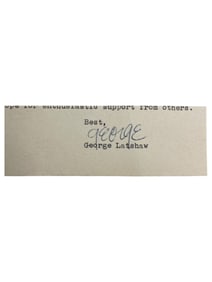 for enthusiastic support from others.
Best,
GEORGE
George Latshaw